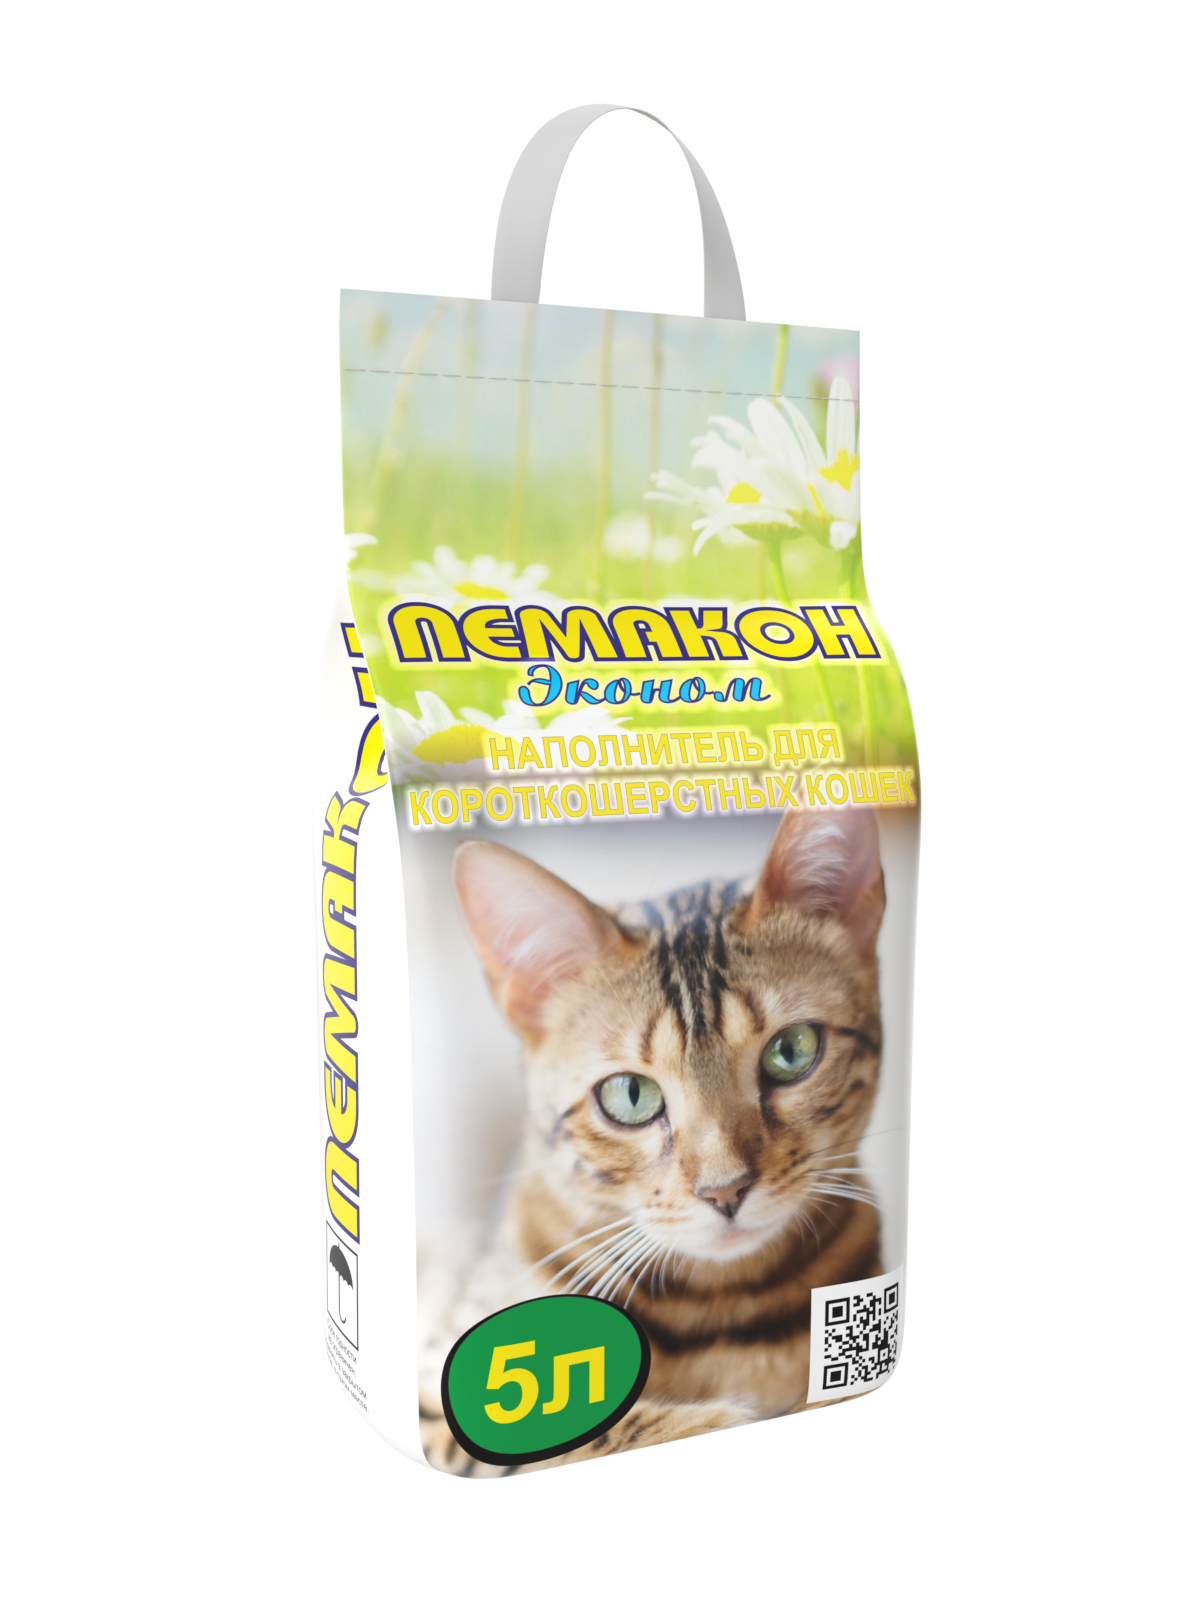 ПЕМАКОН
Эконом
НАПОЛНИТЕЛЬ ДЛЯ
КОРОТКОШЕРСТНЫХ КОШЕК
5л
ПЕМАКОН